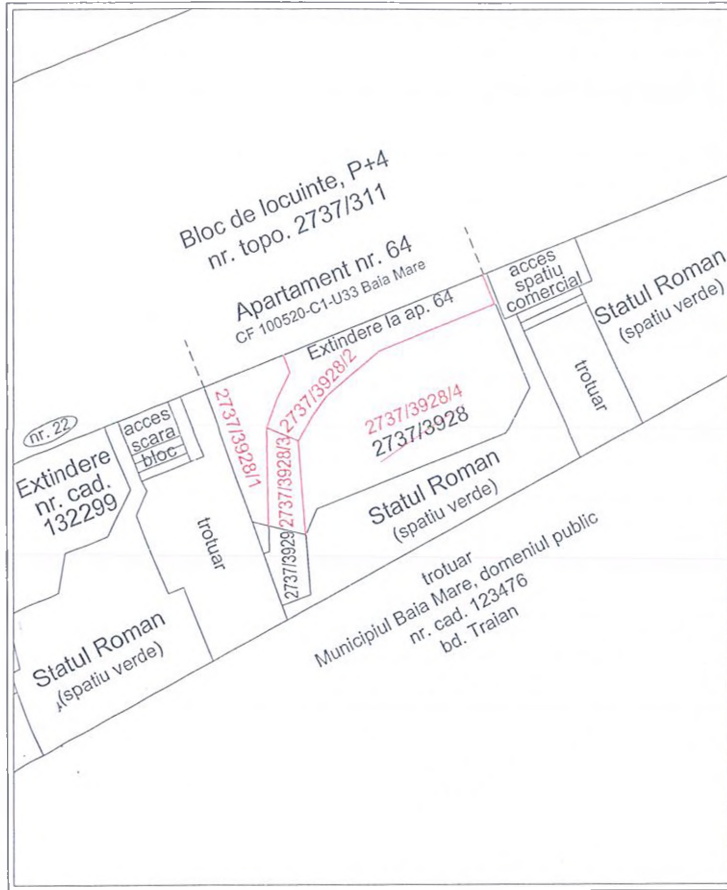 Bloc de locuinte, P+4
nr. topo. 2737/311
Apartament nr. 64
CF 100520-C1-U33 Baia Mare
Extindere la ap. 64
acces
spatiu
comercial
Statul Roman
(spatiu verde)
trotuar
nr. 22
acces
scara
bloc
Extindere
nr. cad.
132299
2737/3928/1
2737/3928/2
2737/3928/3
2737/3928/4
2737/3928
2737/3929
trotuar
Statul Roman
(spatiu verde)
Statul Roman
(spatiu verde)
trotuar
Municipiul Baia Mare, domeniul public
nr. cad. 123476
bd. Traian